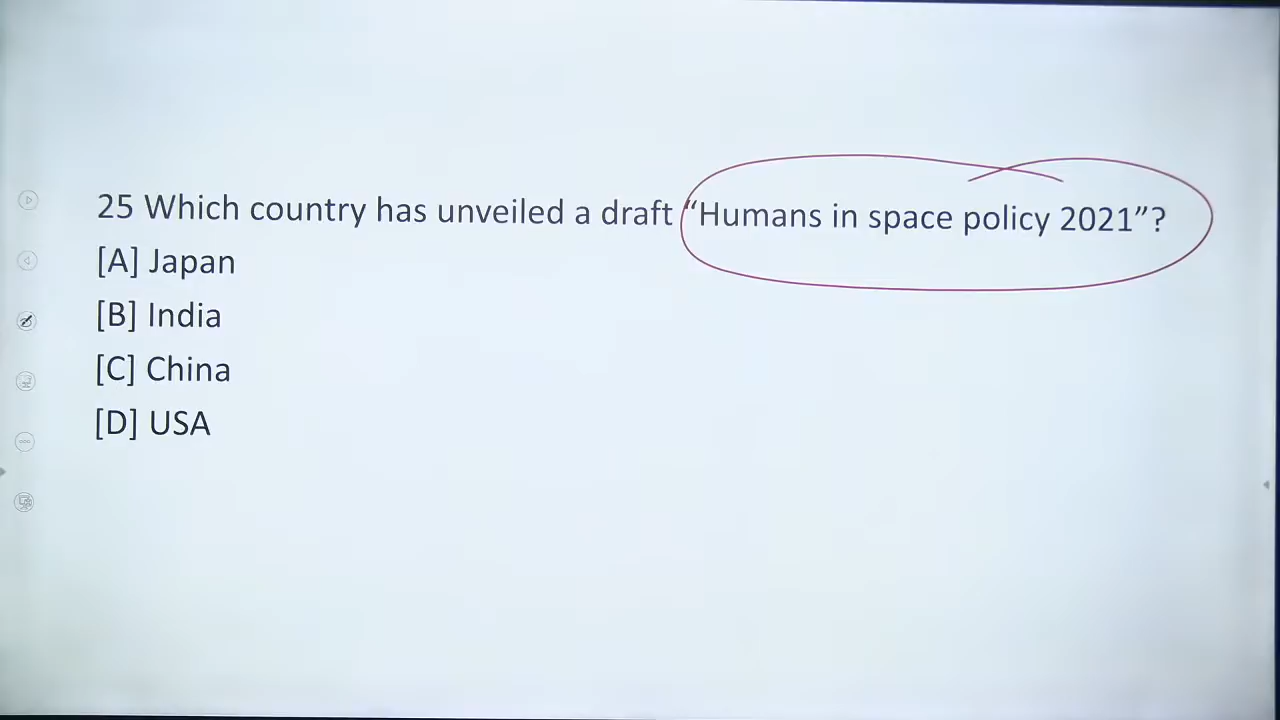 25 Which country has unveiled a draft “Humans in space policy 2021”?
[A] Japan
[B] India
[C] China
[D] USA